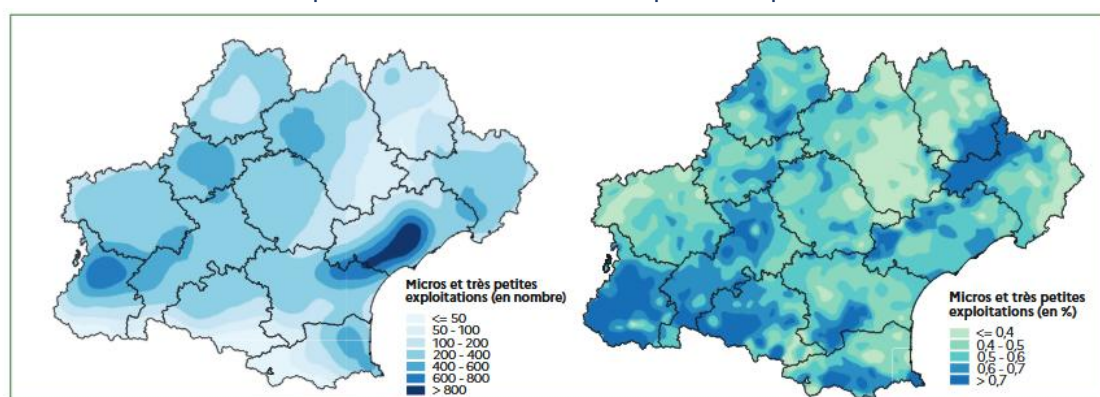 Micros et très petites
exploitations (en nombre)
<= 50
50 - 100
100 - 200
200 - 400
400 - 600
600 - 800
> 800
Micros et très petites
exploitations (en %)
<= 0,4
0.4 - 0,5
0,5 - 0,6
0,6 - 0,7
> 0,7